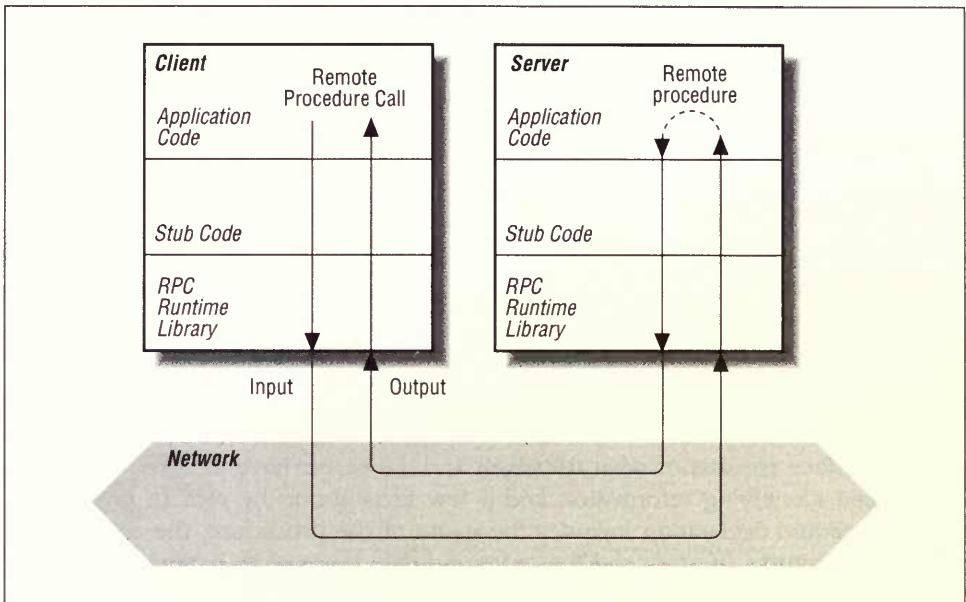 Client
Remote
Procedure Call
Application
Code
Stub Code
RPC
Runtime
Library
Server
Remote
procedure
Application
Code
Stub Code
RPC
Runtime
Library
Input
Output
Network